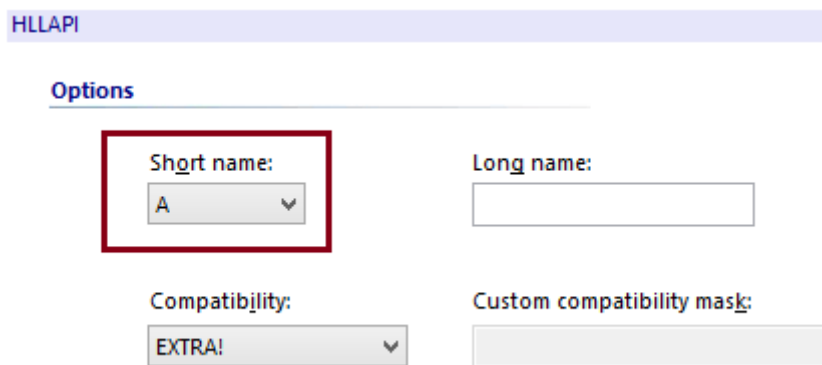 HLLAPI
Options
Short name: Long name:
A
Compatibility: Custom compatibility mask:
EXTRA!